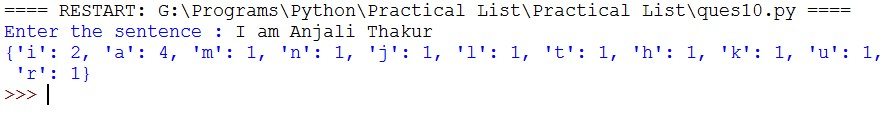 ==== RESTART: G:\Programs\Python\Practical List\Practical List\ques10.py ====
Enter the sentence : I am Anjali Thakur
{'i': 2, 'a': 4, 'm': 1, 'n': 1, 'j': 1, 'l': 1, 't': 1, 'h': 1, 'k': 1, 'u': 1,
 'r': 1}
>>>